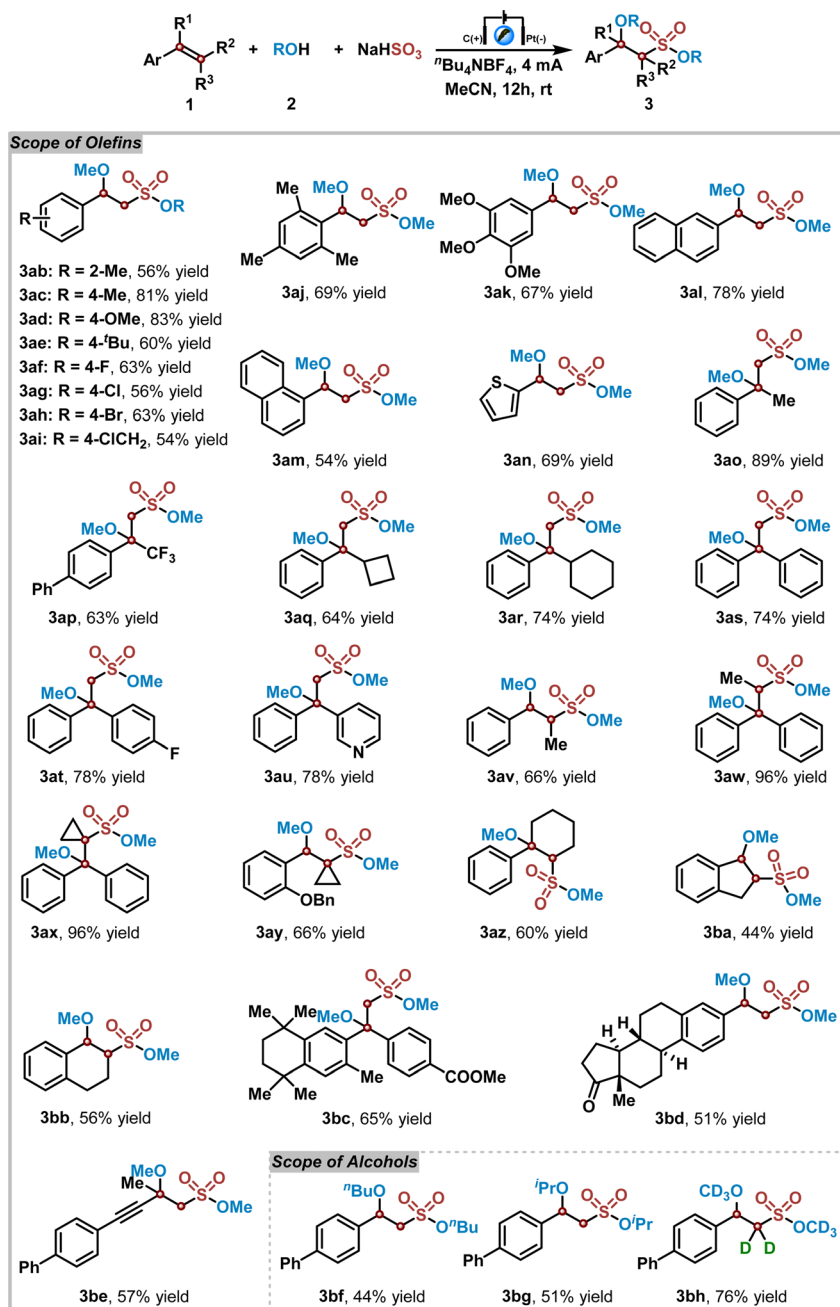 R¹
R²
Ar
R³
1
+
ROH
2
+
NaHSO₃
C(+) Pt(-)
ⁿBu₄NBF₄, 4 mA
MeCN, 12h, rt
R¹ OR O O
S
Ar OR
R³ R²
3
Scope of Olefins
MeO O O
S
R OR
3ab: R = 2-Me, 56% yield
3ac: R = 4-Me, 81% yield
3ad: R = 4-OMe, 83% yield
3ae: R = 4-ᵗBu, 60% yield
3af: R = 4-F, 63% yield
3ag: R = 4-Cl, 56% yield
3ah: R = 4-Br, 63% yield
3ai: R = 4-ClCH₂, 54% yield
Me MeO O O
S
OMe
Me Me
3aj, 69% yield
MeO O O
MeO S
OMe
MeO
OMe
3ak, 67% yield
MeO O O
S
OMe
3al, 78% yield
MeO O O
S
OMe
3am, 54% yield
MeO O O
S S
OMe
3an, 69% yield
O O
S
MeO OMe
Me
3ao, 89% yield
O O
S
MeO OMe
CF₃
Ph
3ap, 63% yield
O O
S
MeO OMe
3aq, 64% yield
O O
S
MeO OMe
3ar, 74% yield
O O
S
MeO OMe
3as, 74% yield
O O
S
MeO OMe
F
3at, 78% yield
O O
S
MeO OMe
N
3au, 78% yield
MeO O O
S
OMe
Me
3av, 66% yield
O O
Me S
MeO OMe
3aw, 96% yield
O O
S
MeO OMe
3ax, 96% yield
MeO O O
S
OMe
OBn
3ay, 66% yield
MeO
O S
O OMe
3az, 60% yield
OMe
O O
S
OMe
3ba, 44% yield
MeO O O
S
OMe
3bb, 56% yield
O O
Me Me S
MeO OMe
Me Me Me COOMe
3bc, 65% yield
MeO O O
S
OMe
H H
H
O Me
3bd, 51% yield
MeO O O
Me S
OMe
Ph
3be, 57% yield
Scope of Alcohols
ⁿBuO O O
S
OⁿBu
Ph
3bf, 44% yield
ⁱPrO O O
S
OⁱPr
Ph
3bg, 51% yield
OCD₃ O O
S
OCD₃
D D
Ph
3bh, 76% yield